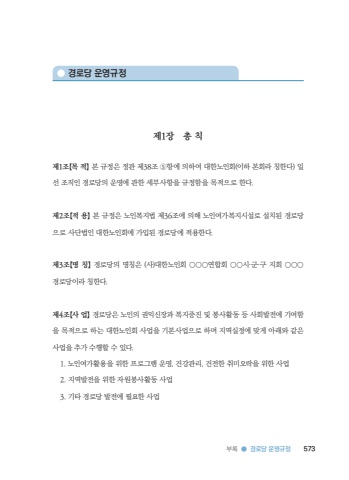 경로당 운영규정
제1장 총 칙
제1조【목 적】 본 규정은 정관 제38조 ⑤항에 의하여 대한노인회(이하 본회라 칭한다) 일
선 조직인 경로당의 운영에 관한 세부사항을 규정함을 목적으로 한다.
제2조【적 용】 본 규정은 노인복지법 제36조에 의해 노인여가복지시설로 설치된 경로당
으로 사단법인 대한노인회에 가입된 경로당에 적용한다.
제3조【명 칭】 경로당의 명칭은 (사)대한노인회 ○○○연합회 ○○시·군·구 지회 ○○○
경로당이라 칭한다.
제4조【사 업】 경로당은 노인의 권익신장과 복지증진 및 봉사활동 등 사회발전에 기여함
을 목적으로 하는 대한노인회 사업을 기본사업으로 하며 지역실정에 맞게 아래와 같은
사업을 추가 수행할 수 있다.
1. 노인여가활용을 위한 프로그램 운영, 건강관리, 건전한 취미오락을 위한 사업
2. 지역발전을 위한 자원봉사활동 사업
3. 기타 경로당 발전에 필요한 사업
부록 ● 경로당 운영규정 573